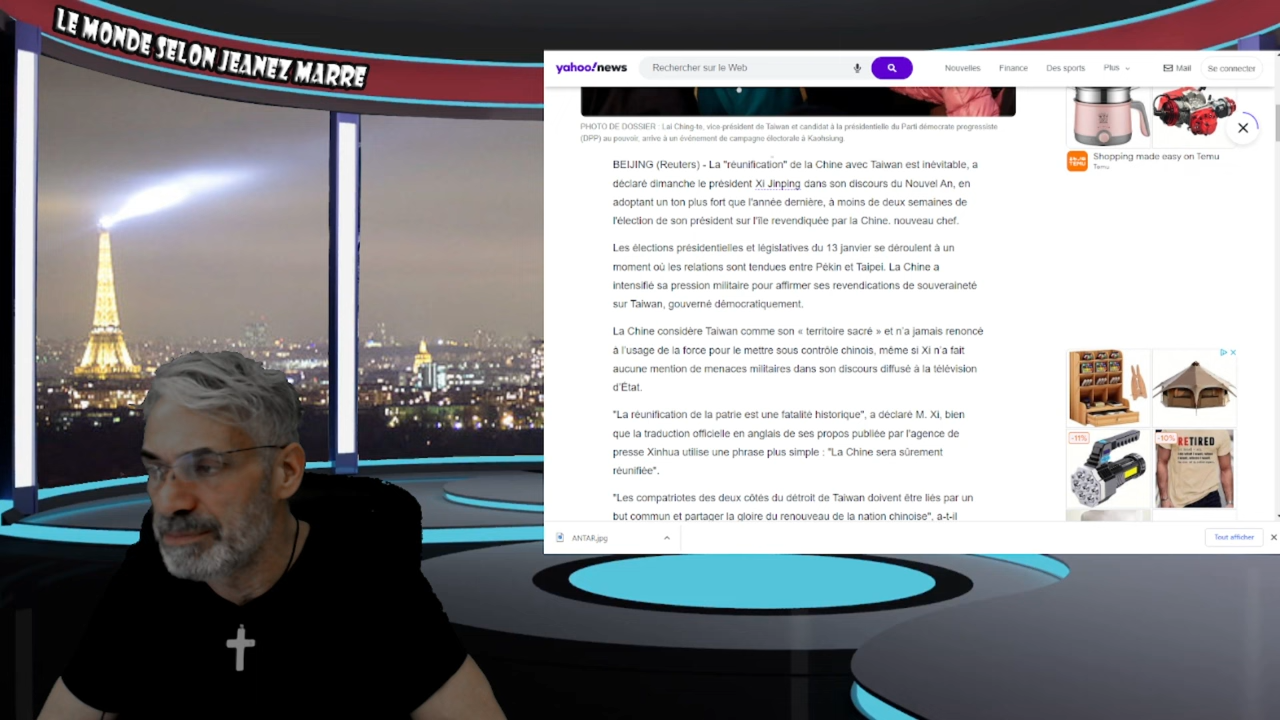 LE MONDE SELON JEANEZ MARRE
yahoo!news
Rechercher sur le Web
Nouvelles
Finance
Des sports
Plus
Mail
Se connecter
PHOTO DE DOSSIER : Lai Ching-te, vice-président de Taiwan et candidat à la présidentielle du Parti démocrate progressiste
(DPP) au pouvoir, arrive à un événement de campagne électorale à Kaohsiung.
BEIJING (Reuters) - La "réunification" de la Chine avec Taiwan est inévitable, a
déclaré dimanche le président Xi Jinping dans son discours du Nouvel An, en
adoptant un ton plus fort que l'année dernière, à moins de deux semaines de
l'élection de son président sur l'île revendiquée par la Chine. nouveau chef.
Les élections présidentielles et législatives du 13 janvier se déroulent à un
moment où les relations sont tendues entre Pékin et Taipei. La Chine a
intensifié sa pression militaire pour affirmer ses revendications de souveraineté
sur Taiwan, gouverné démocratiquement.
La Chine considère Taiwan comme son « territoire sacré » et n'a jamais renoncé
à l'usage de la force pour le mettre sous contrôle chinois, même si Xi n'a fait
aucune mention de menaces militaires dans son discours diffusé à la télévision
d'État.
"La réunification de la patrie est une fatalité historique", a déclaré M. Xi, bien
que la traduction officielle en anglais de ses propos publiée par l'agence de
presse Xinhua utilise une phrase plus simple : "La Chine sera sûrement
réunifiée".
"Les compatriotes des deux côtés du détroit de Taiwan doivent être liés par un
but commun et partager la gloire du renouveau de la nation chinoise", a-t-il
Shopping made easy on Temu
Temu
-11%
-10%
RETIRED
ANTAR.jpg
Tout afficher